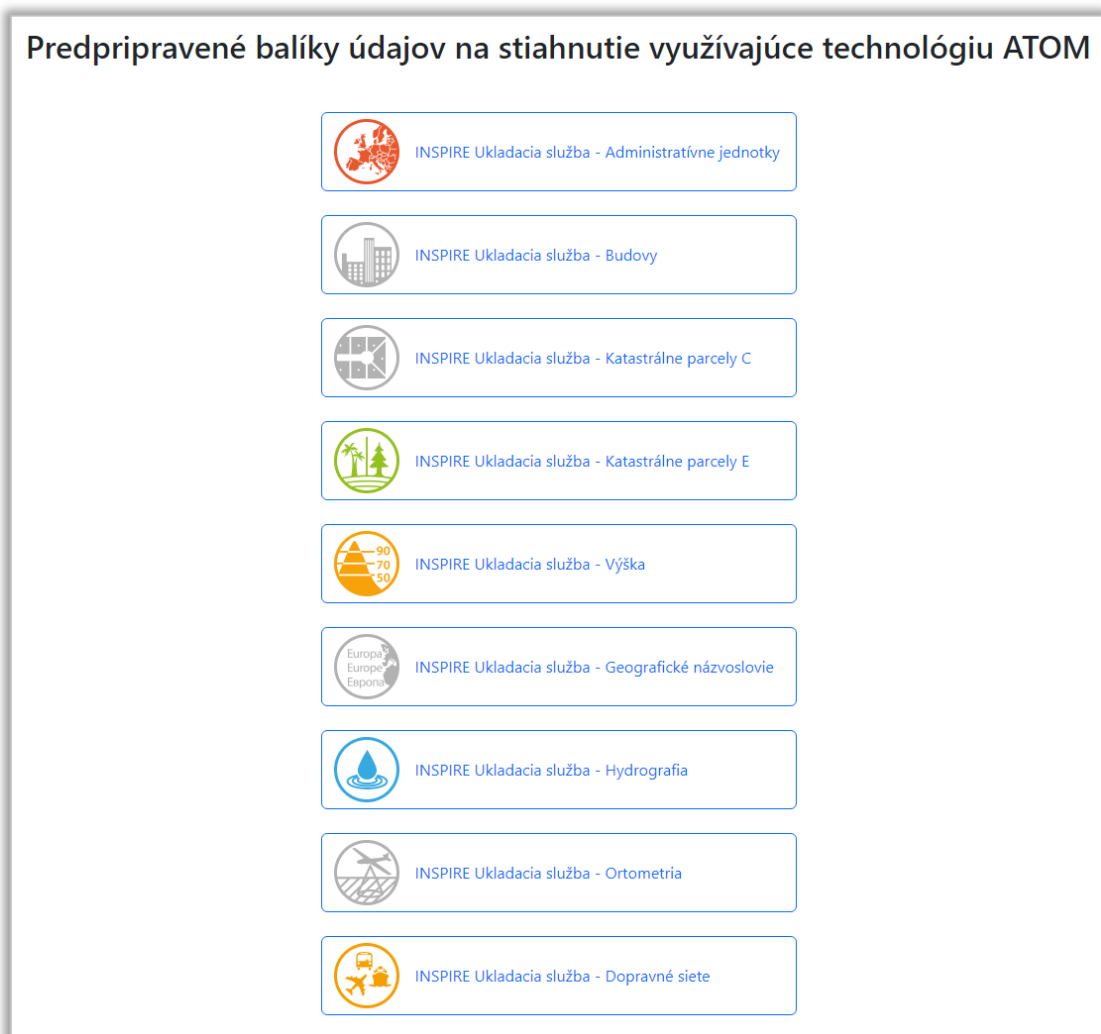 Predpripravené balíky údajov na stiahnutie využívajúce technológiu ATOM
INSPIRE Ukladacia služba - Administratívne jednotky
INSPIRE Ukladacia služba - Budovy
INSPIRE Ukladacia služba - Katastrálne parcely C
INSPIRE Ukladacia služba - Katastrálne parcely E
90
70
50
INSPIRE Ukladacia služba - Výška
Europa
Europe
Европа
INSPIRE Ukladacia služba - Geografické názvoslovie
INSPIRE Ukladacia služba - Hydrografia
INSPIRE Ukladacia služba - Ortometria
INSPIRE Ukladacia služba - Dopravné siete